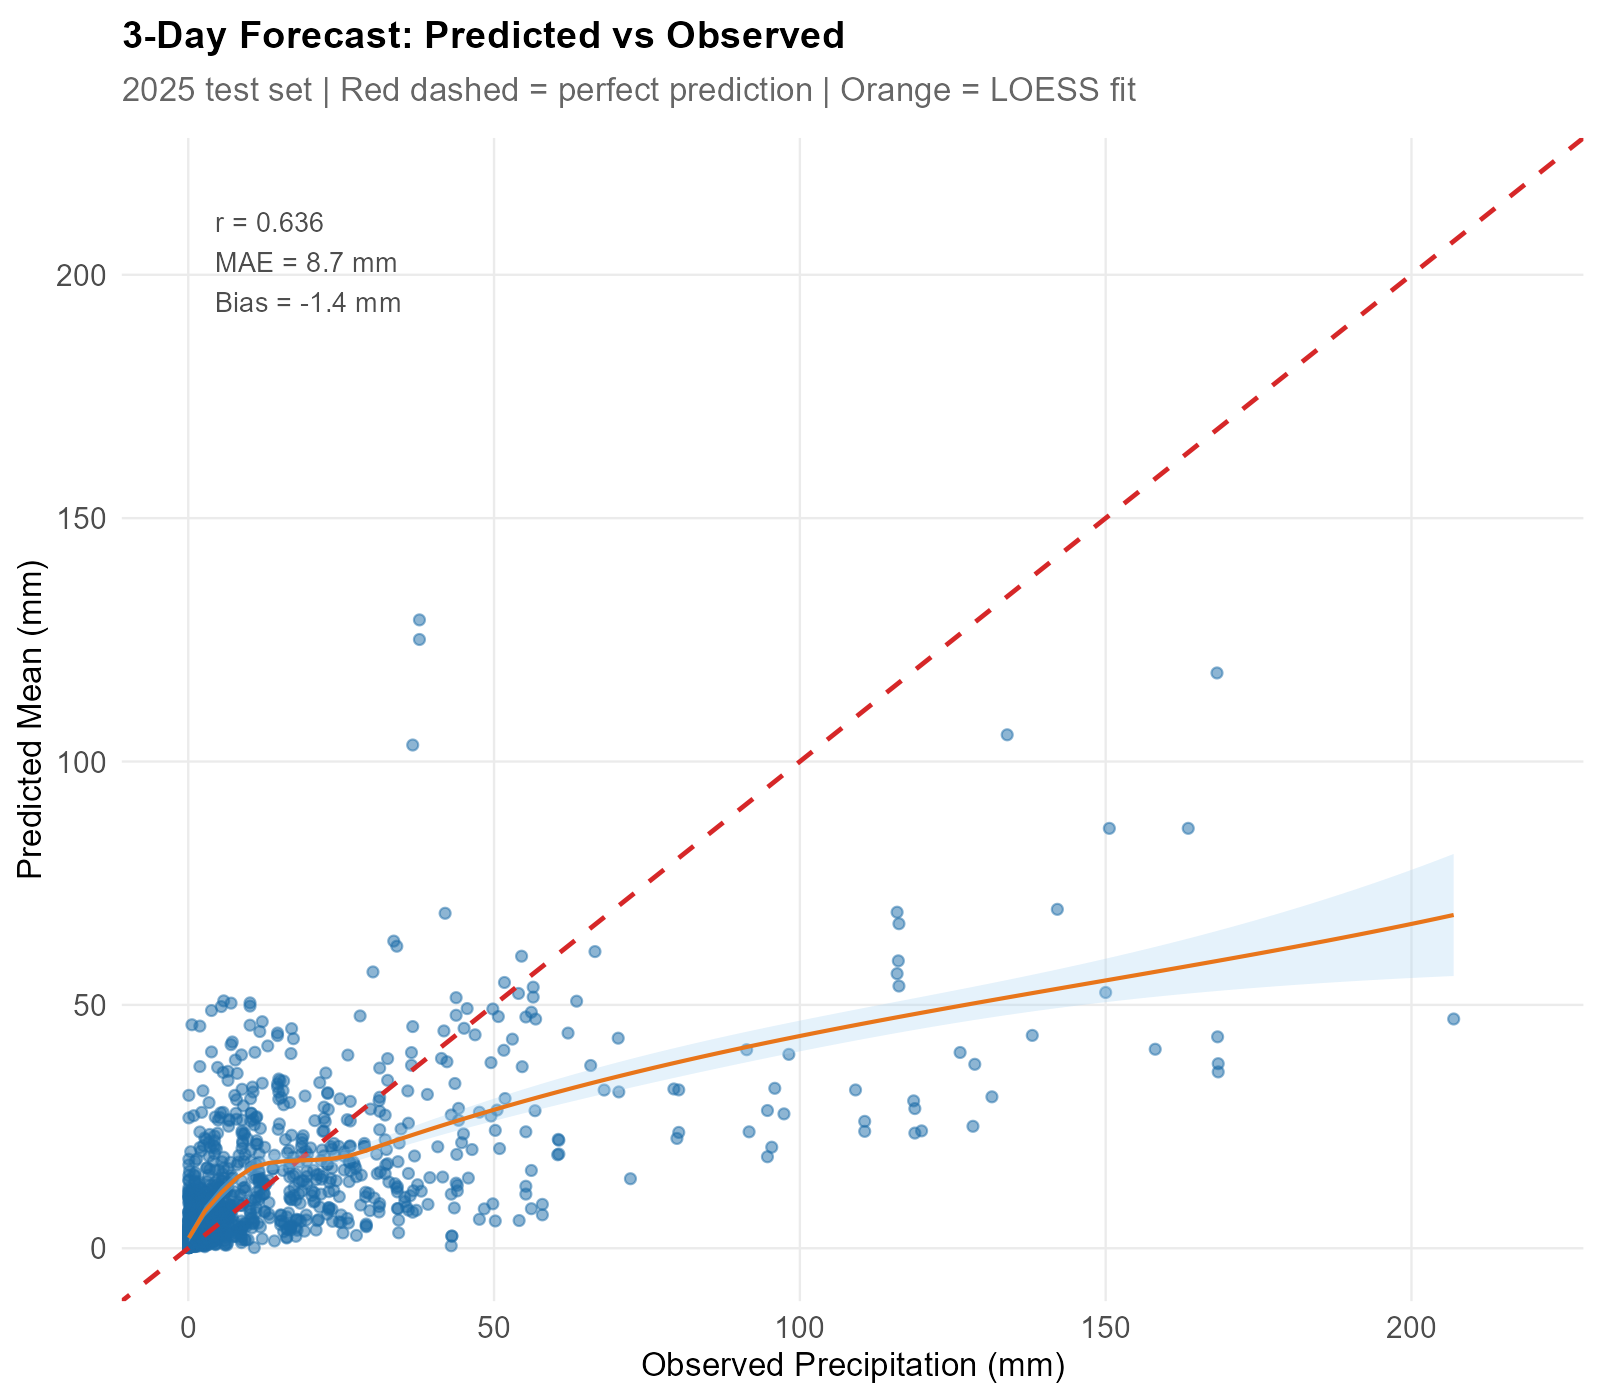 3-Day Forecast: Predicted vs Observed
2025 test set | Red dashed = perfect prediction | Orange = LOESS fit
r = 0.636
MAE = 8.7 mm
Bias = -1.4 mm
200
150
100
50
0
Predicted Mean (mm)
0 50 100 150 200
Observed Precipitation (mm)